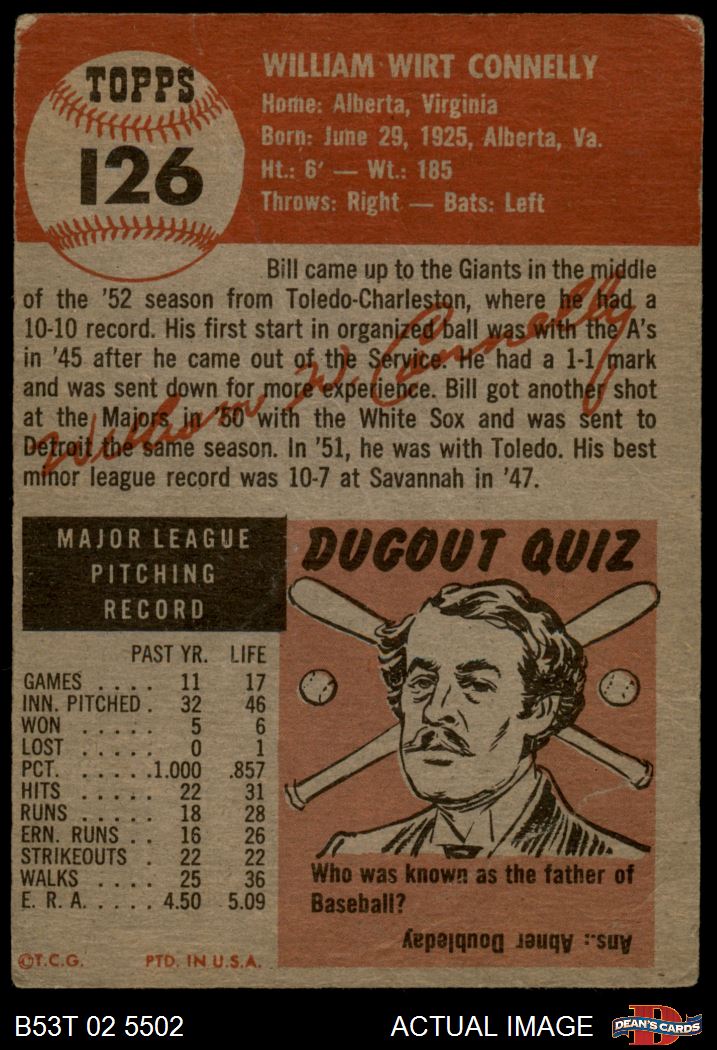 TOPPS
126
WILLIAM WIRT CONNELLY
Home: Alberta, Virginia
Born: June 29, 1925, Alberta, Va.
Ht.: 6' — Wt.: 185
Throws: Right — Bats: Left
Bill came up to the Giants in the middle
of the '52 season from Toledo-Charleston, where he had a
10-10 record. His first start in organized ball was with the A's
in '45 after he came out of the Service. He had a 1-1 mark
and was sent down for more experience. Bill got another shot
at the Majors in '50 with the White Sox and was sent to
Detroit the same season. In '51, he was with Toledo. His best
minor league record was 10-7 at Savannah in '47.
William W. Connelly
MAJOR LEAGUE
PITCHING
RECORD
PAST YR. LIFE
GAMES . . . . 11 17
INN. PITCHED . 32 46
WON . . . . . 5 6
LOST . . . . . 0 1
PCT. . . . . . .1.000 .857
HITS . . . . . 22 31
RUNS . . . . . 18 28
ERN. RUNS . . 16 26
STRIKEOUTS . 22 22
WALKS . . . . 25 36
E. R. A. . . . . . 4.50 5.09
©T.C.G. PTD. IN U.S.A.
DUGOUT QUIZ
Who was known as the father of
Baseball?
Ans.: Abner Doubleday
B53T 02 5502 ACTUAL IMAGE
D
DEAN'S CARDS